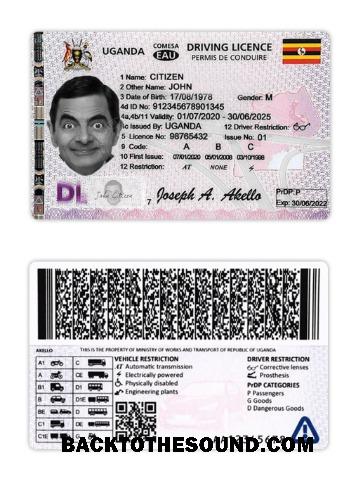 UGANDA COMESA EAU DRIVING LICENCE
PERMIS DE CONDUIRE
1 Name: CITIZEN
2 Other Name: JOHN
3 Date of Birth: 17/08/1978 Gender: M
4d ID No: 912345678901345
4a,4b/11 Validity: 01/07/2020 - 30/06/2025
4c Issued By: UGANDA 12 Driver Restriction:
5 Licence No: 98765432 Issue No: 01
9 Code: A B C
10 First Issue: 07/01/2020 05/01/2008 03/10/1998
12 Restriction: AT NONE
DL
John Citizen
7 Joseph A. Akello
PrDP P
Exp: 30/06/2022
AKELLO THIS IS THE PROPERTY OF MINISTRY OF WORKS AND TRANSPORT OF REPUBLIC OF UGANDA
VEHICLE RESTRICTION
AT Automatic transmission
Electrically powered
Physically disabled
Engineering plants
DRIVER RESTRICTION
Corrective lenses
Prosthesis
PrDP CATEGORIES
P Passengers
G Goods
D Dangerous Goods
A1 C
A CE
B1 D1
B D1E
BE D
C1 DE
C1E
BACKTOTHESOUND.COM